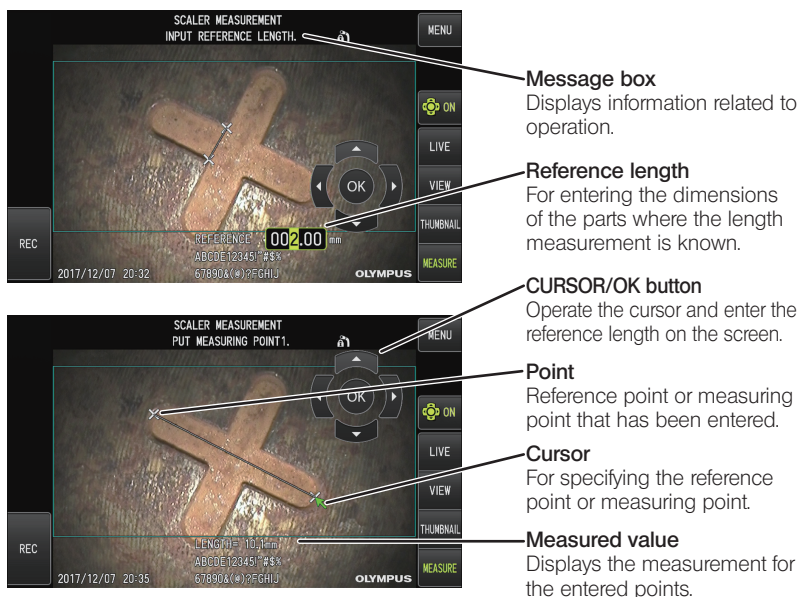 SCALER MEASUREMENT
INPUT REFERENCE LENGTH.
MENU
ON
LIVE
VIEW
THUMBNAIL
MEASURE
REC
OK
REFERENCE 002.00 mm
ABCDE12345!"#$%
67890&(*)?FGHIJ
2017/12/07 20:32
OLYMPUS
Message box
Displays information related to
operation.
Reference length
For entering the dimensions
of the parts where the length
measurement is known.
CURSOR/OK button
Operate the cursor and enter the
reference length on the screen.
SCALER MEASUREMENT
PUT MEASURING POINT1.
MENU
ON
LIVE
VIEW
THUMBNAIL
MEASURE
REC
OK
LENGTH= 10.1mm
ABCDE12345!"#$%
67890&(*)?FGHIJ
2017/12/07 20:35
OLYMPUS
Point
Reference point or measuring
point that has been entered.
Cursor
For specifying the reference
point or measuring point.
Measured value
Displays the measurement for
the entered points.